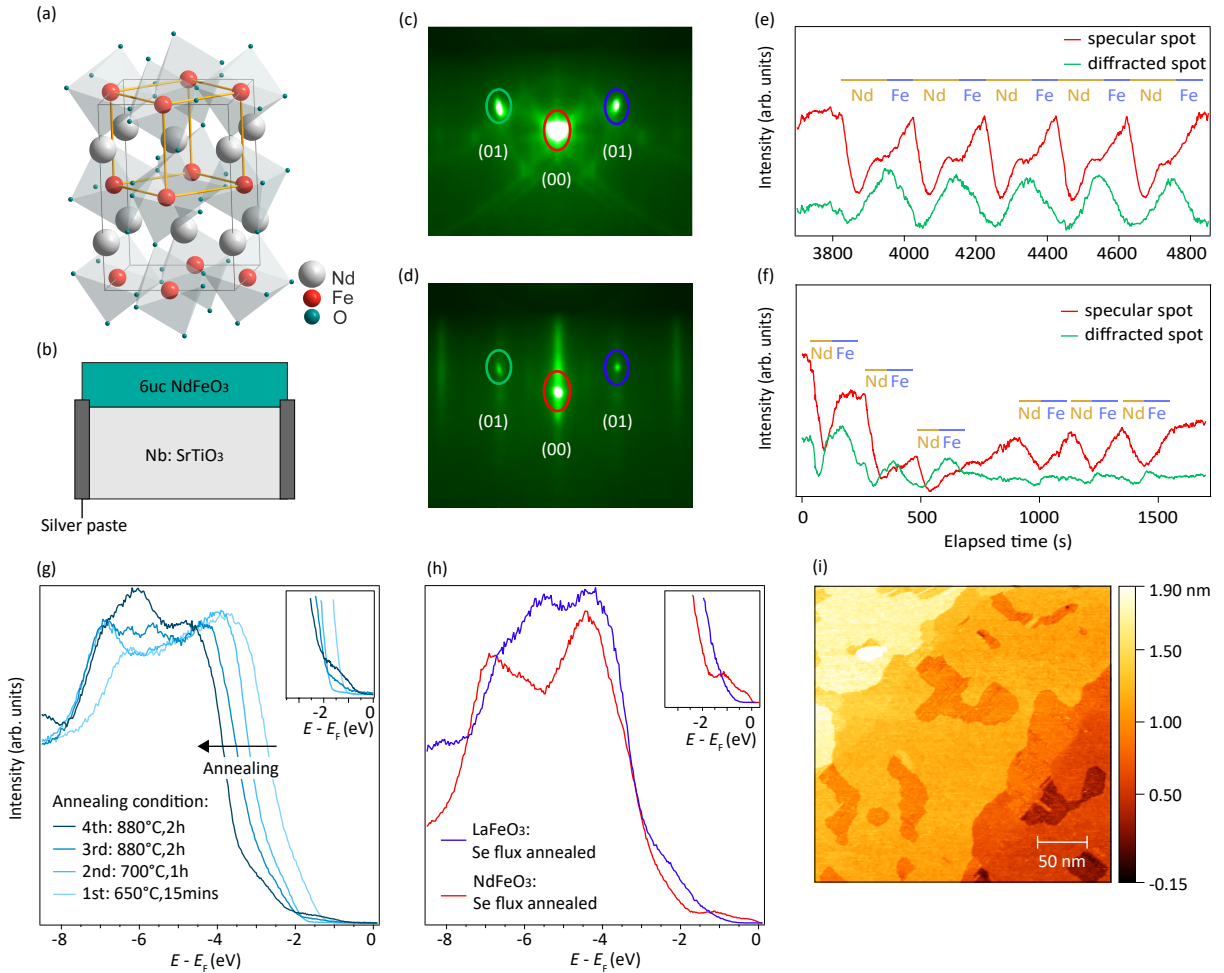 (a)
Nd
Fe
O
(b)
6uc NdFeO3
Nb: SrTiO3
Silver paste
(c)
(01)
(01)
(00)
(d)
(01)
(01)
(00)
(e)
specular spot
diffracted spot
Nd Fe Nd Fe Nd Fe Nd Fe Nd Fe
Intensity (arb. units)
3800 4000 4200 4400 4600 4800
(f)
specular spot
diffracted spot
Nd Fe
Nd Fe
Nd Fe
Nd Fe Nd Fe Nd Fe
Intensity (arb. units)
0 500 1000 1500
Elapsed time (s)
(g)
-2 0
E - EF (eV)
Annealing
Intensity (arb. units)
Annealing condition:
4th: 880°C,2h
3rd: 880°C,2h
2nd: 700°C,1h
1st: 650°C,15mins
-8 -6 -4 -2 0
E - EF (eV)
(h)
-2 0
E - EF (eV)
LaFeO3:
Se flux annealed
NdFeO3:
Se flux annealed
-8 -6 -4 -2 0
E - EF (eV)
(i)
50 nm
1.90 nm
1.50
1.00
0.50
-0.15